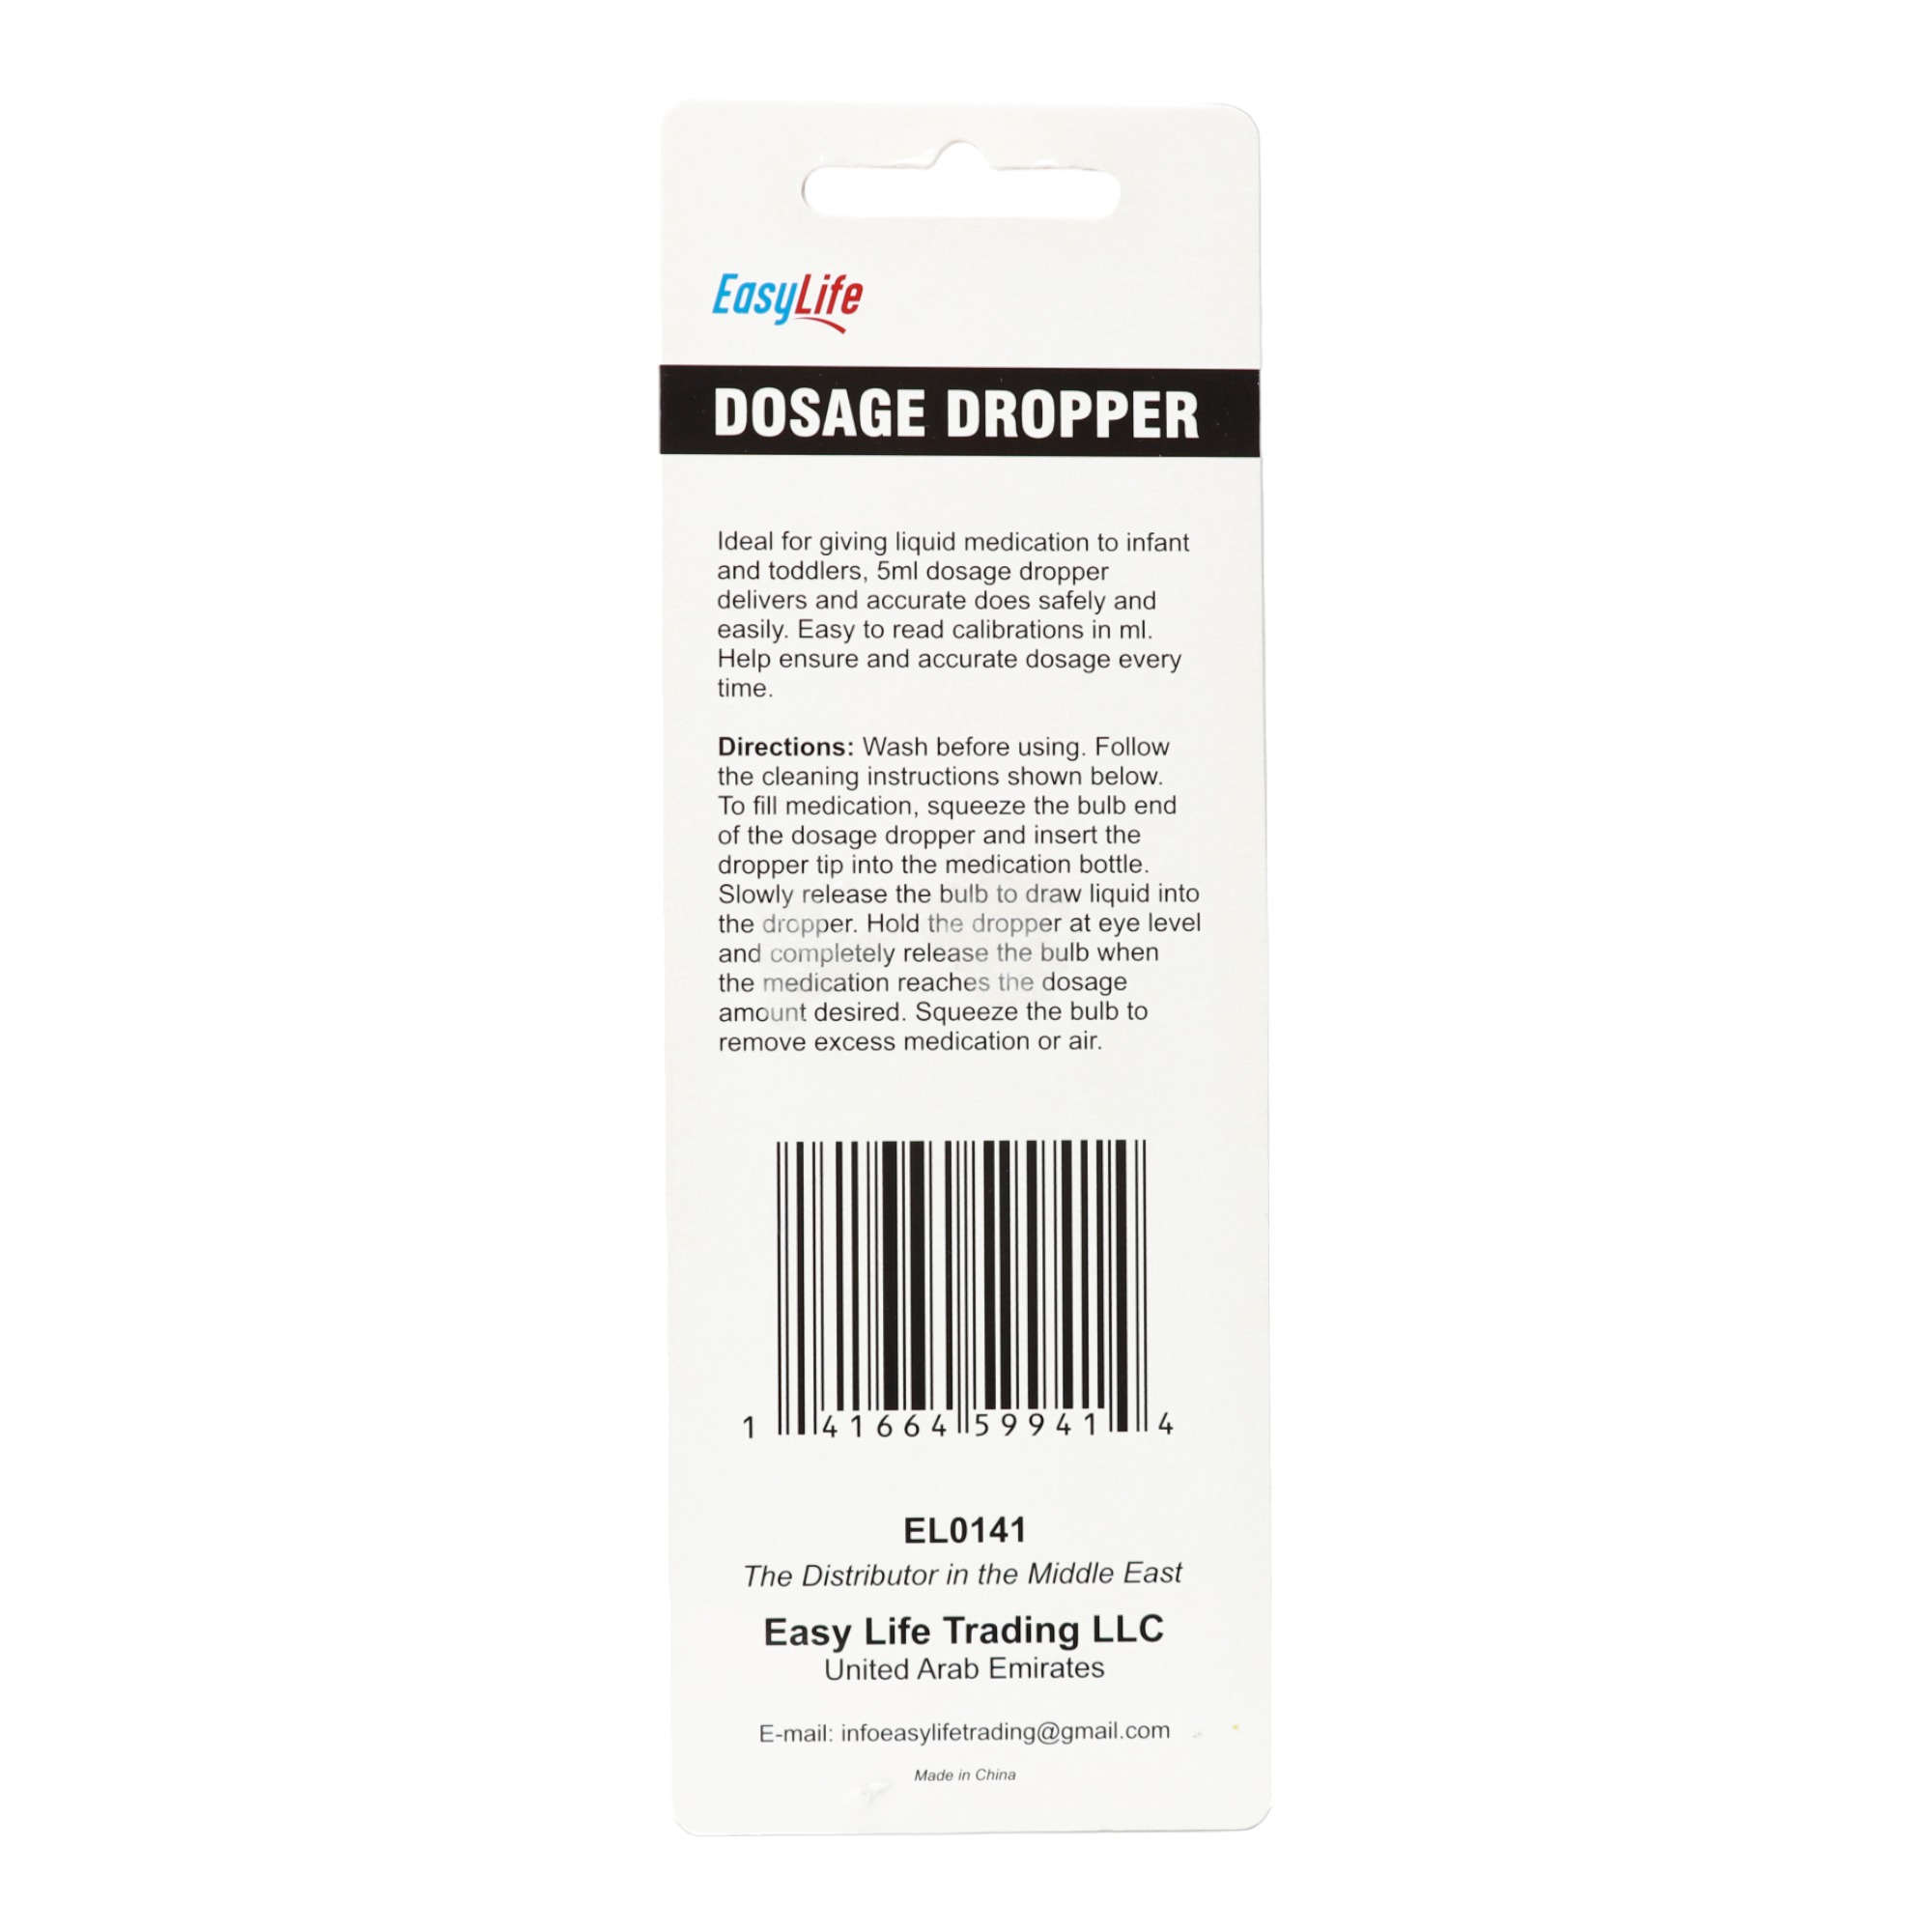 EasyLife
DOSAGE DROPPER
Ideal for giving liquid medication to infant
and toddlers, 5ml dosage dropper
delivers and accurate does safely and
easily. Easy to read calibrations in ml.
Help ensure and accurate dosage every
time.
Directions: Wash before using. Follow
the cleaning instructions shown below.
To fill medication, squeeze the bulb end
of the dosage dropper and insert the
dropper tip into the medication bottle.
Slowly release the bulb to draw liquid into
the dropper. Hold the dropper at eye level
and completely release the bulb when
the medication reaches the dosage
amount desired. Squeeze the bulb to
remove excess medication or air.
1 41664 59941 4
EL0141
The Distributor in the Middle East
Easy Life Trading LLC
United Arab Emirates
E-mail: infoeasylifetrading@gmail.com
Made in China